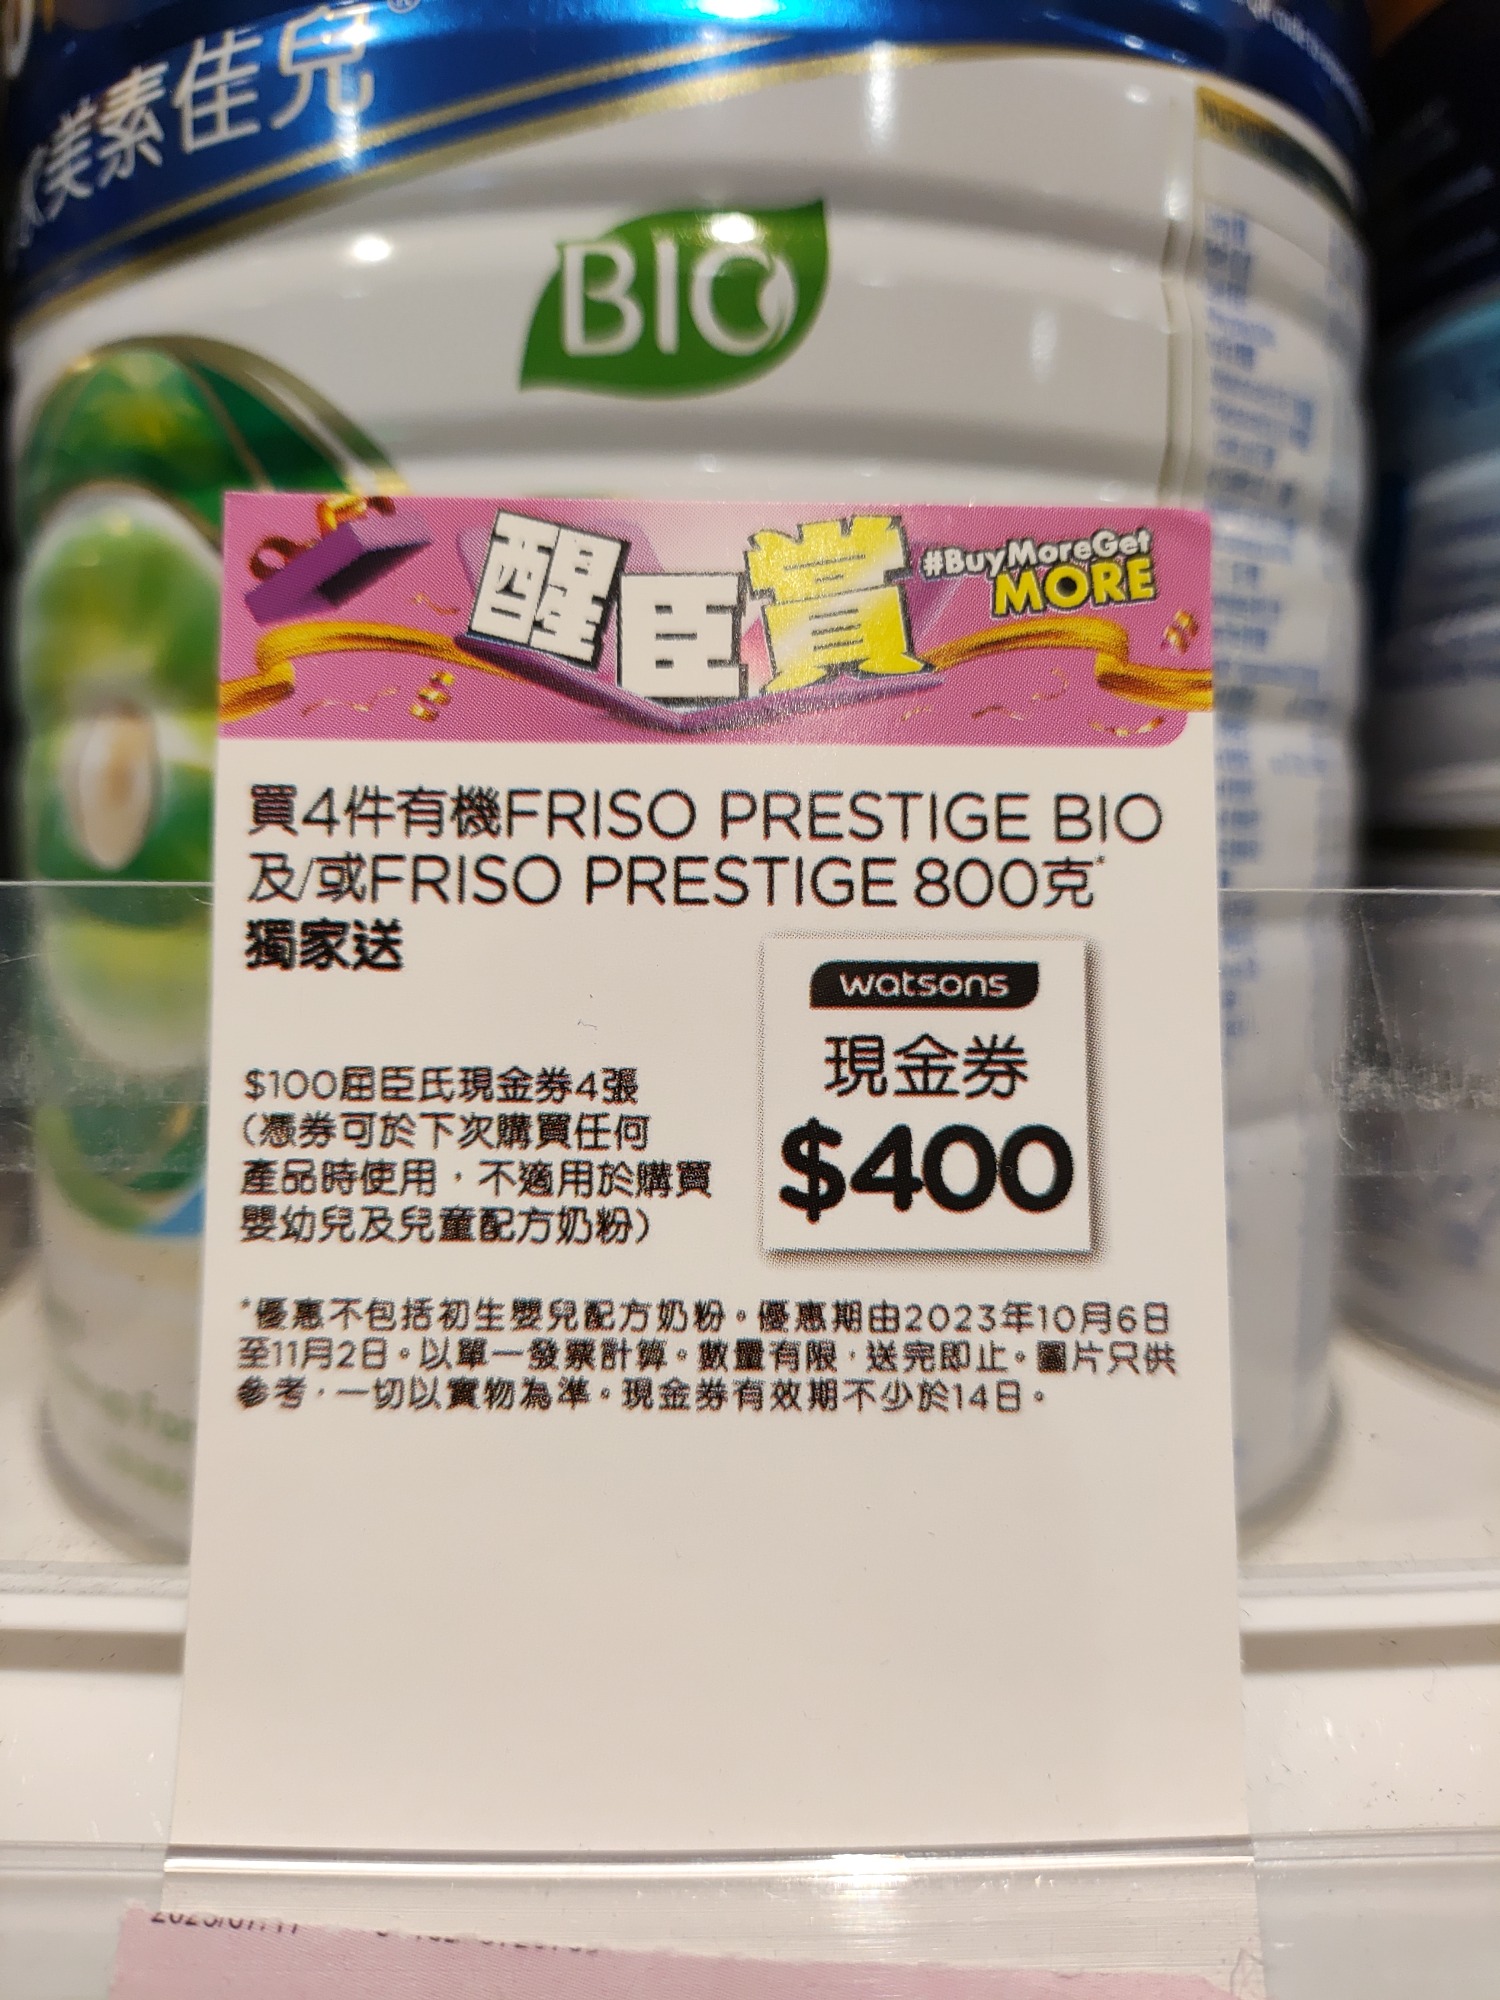 美素佳兒
BIO
醒臣賞
#BuyMoreGet
MORE
買4件有機FRISO PRESTIGE BIO
及/或FRISO PRESTIGE 800克*
獨家送
watsons
現金券
$400
$100屈臣氏現金券4張
(憑券可於下次購買任何
產品時使用，不適用於購買
嬰幼兒及兒童配方奶粉)
*優惠不包括初生嬰兒配方奶粉。優惠期由2023年10月6日
至11月2日。以單一發票計算。數量有限，送完即止。圖片只供
參考，一切以實物為準。現金券有效期不少於14日。